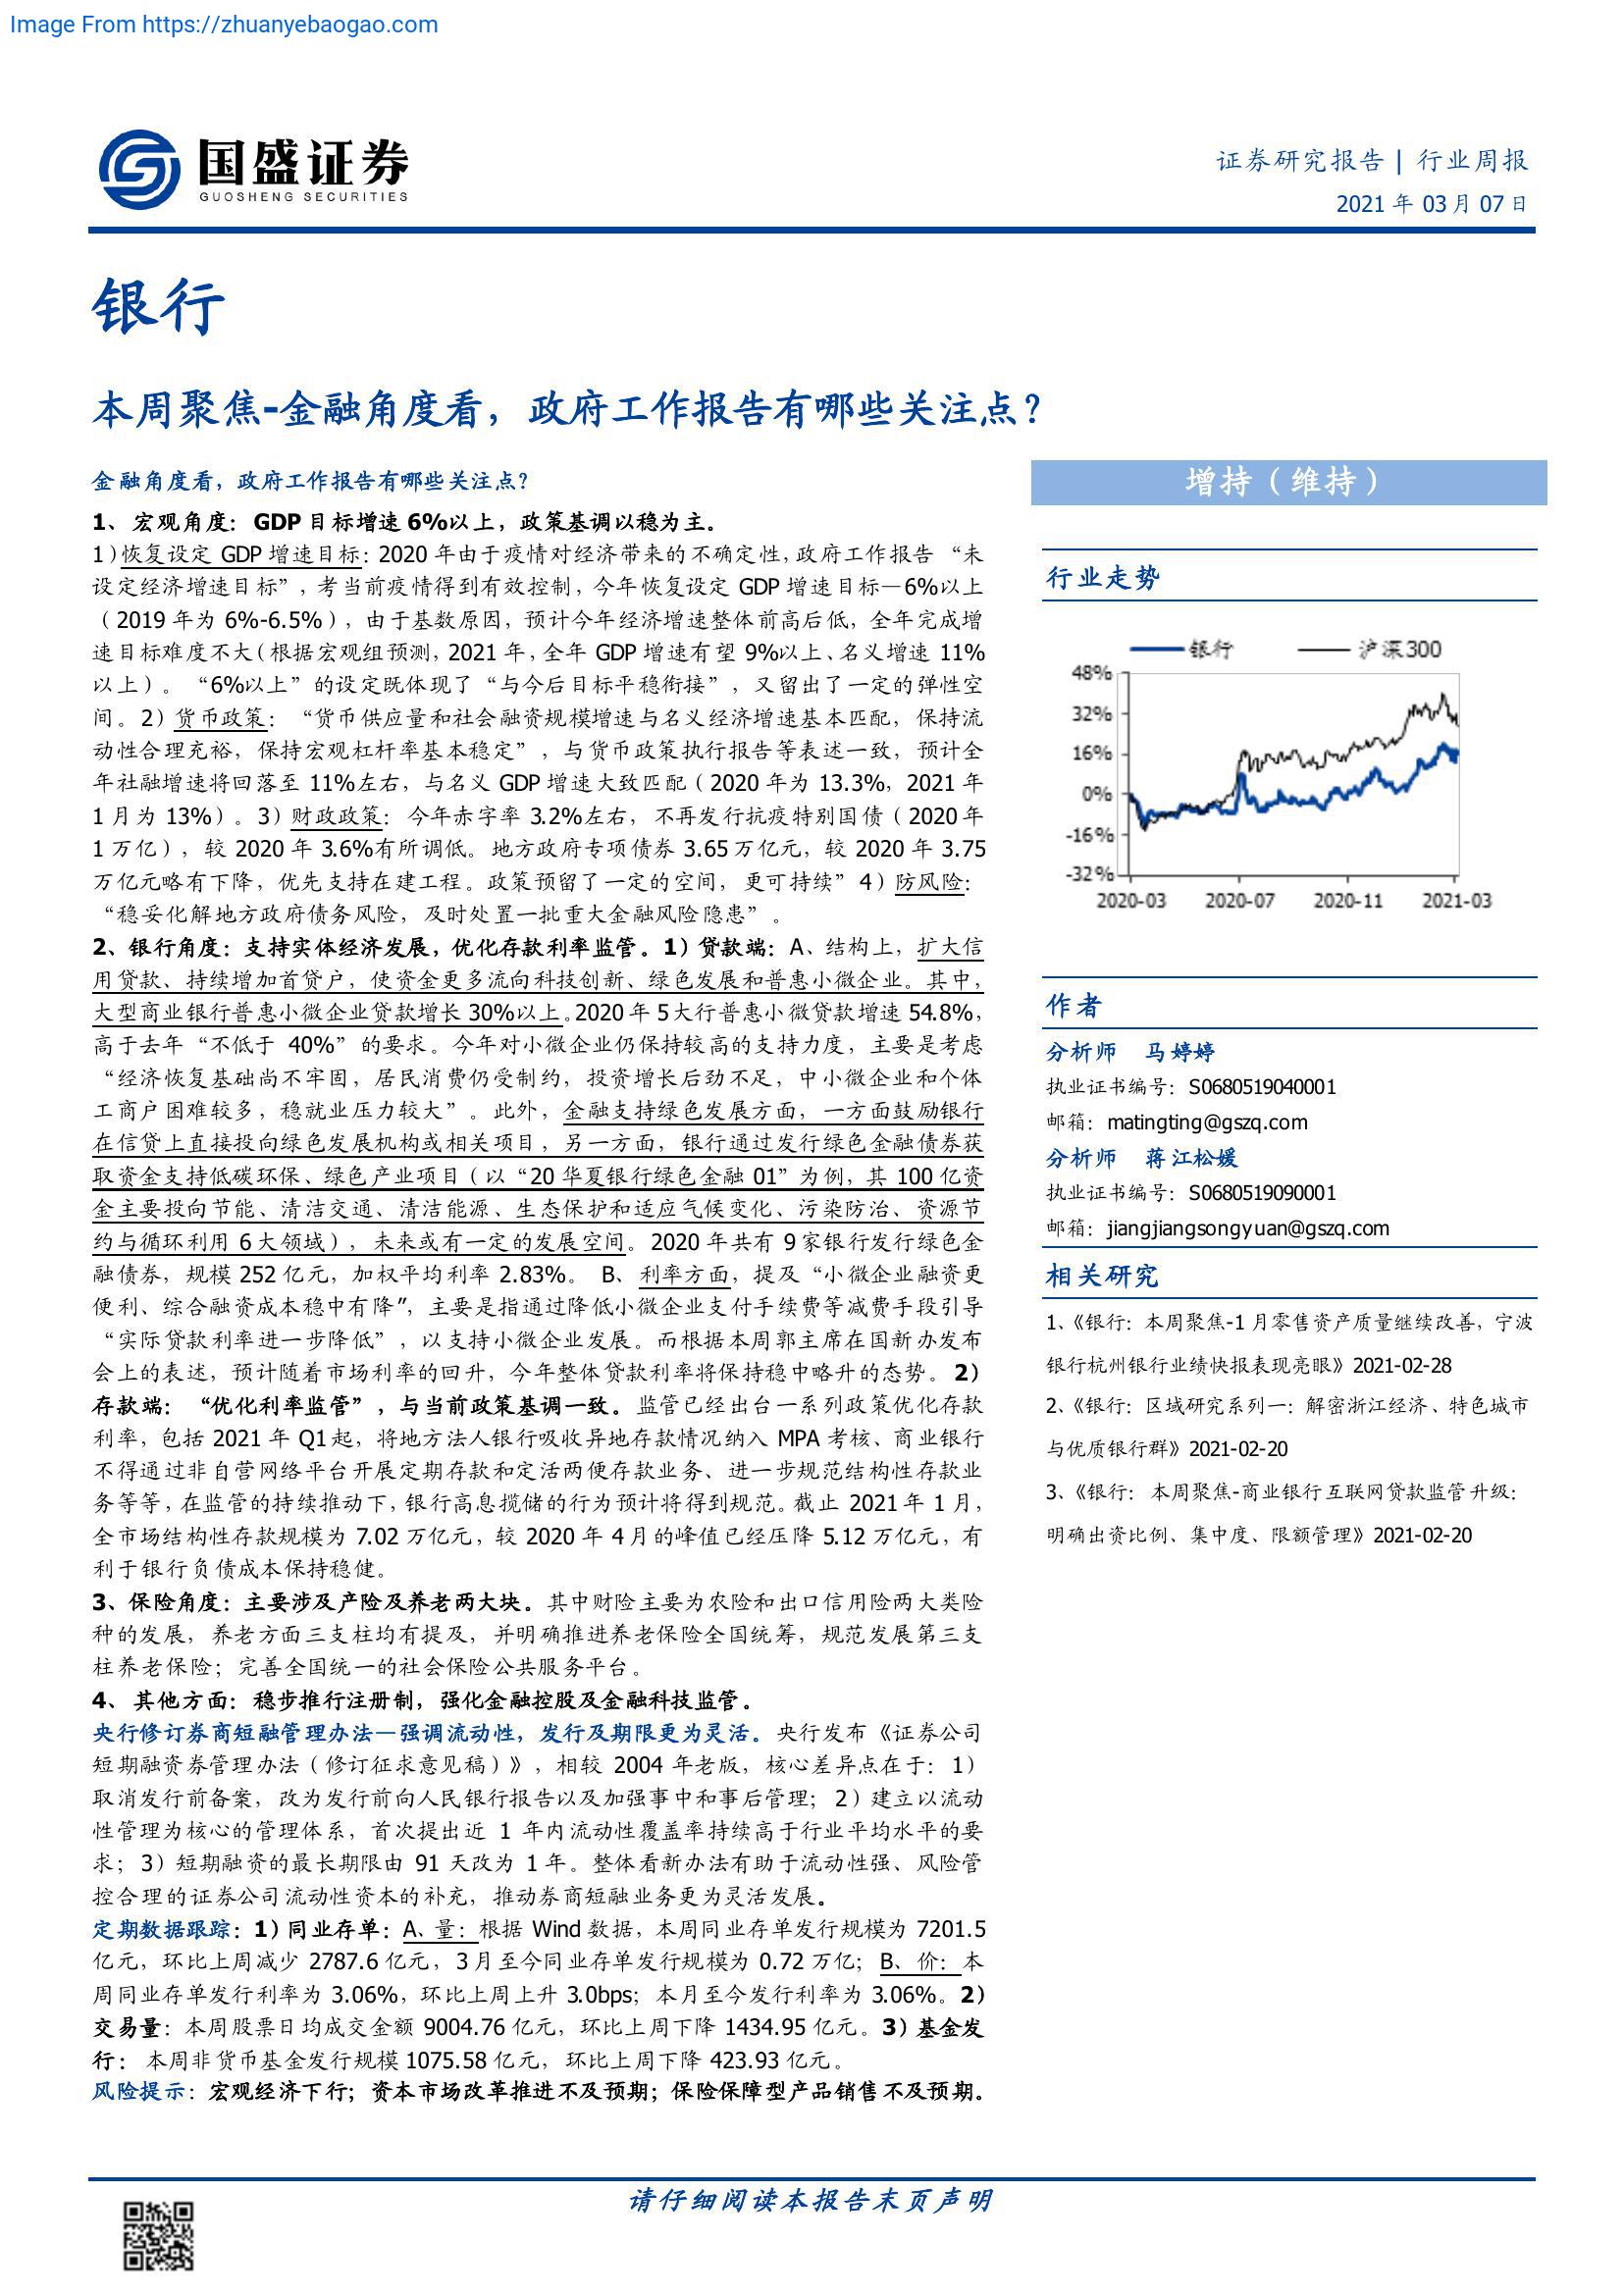 Image From https://zhuanyebaogao.com
国盛证券
GUOSHENG SECURITIES
证券研究报告 | 行业周报
2021 年 03 月 07 日
银行
本周聚焦-金融角度看，政府工作报告有哪些关注点？
金融角度看，政府工作报告有哪些关注点？
1、 宏观角度：GDP 目标增速 6%以上，政策基调以稳为主。
1)恢复设定 GDP 增速目标：2020 年由于疫情对经济带来的不确定性,政府工作报告 “未
设定经济增速目标”，考当前疫情得到有效控制，今年恢复设定 GDP 增速目标—6%以上
（2019 年为 6%-6.5%），由于基数原因，预计今年经济增速整体前高后低，全年完成增
速目标难度不大（根据宏观组预测，2021 年，全年 GDP 增速有望 9%以上、名义增速 11%
以上）。 “6%以上”的设定既体现了“与今后目标平稳衔接”，又留出了一定的弹性空
间。2）货币政策： “货币供应量和社会融资规模增速与名义经济增速基本匹配，保持流
动性合理充裕，保持宏观杠杆率基本稳定”，与货币政策执行报告等表述一致，预计全
年社融增速将回落至 11%左右，与名义 GDP 增速大致匹配（2020 年为 13.3%，2021 年
1 月为 13%）。3）财政政策：今年赤字率 3.2%左右，不再发行抗疫特别国债（2020 年
1 万亿），较 2020 年 3.6%有所调低。地方政府专项债券 3.65 万亿元，较 2020 年 3.75
万亿元略有下降，优先支持在建工程。政策预留了一定的空间，更可持续” 4）防风险：
“稳妥化解地方政府债务风险，及时处置一批重大金融风险隐患”。
2、银行角度：支持实体经济发展，优化存款利率监管。1）贷款端：A、结构上，扩大信
用贷款、持续增加首贷户，使资金更多流向科技创新、绿色发展和普惠小微企业。其中，
大型商业银行普惠小微企业贷款增长 30%以上。2020 年 5 大行普惠小微贷款增速 54.8%，
高于去年“不低于 40%”的要求。今年对小微企业仍保持较高的支持力度，主要是考虑
“经济恢复基础尚不牢固，居民消费仍受制约，投资增长后劲不足，中小微企业和个体
工商户困难较多，稳就业压力较大”。此外，金融支持绿色发展方面，一方面鼓励银行
在信贷上直接投向绿色发展机构或相关项目，另一方面，银行通过发行绿色金融债券获
取资金支持低碳环保、绿色产业项目（以“20 华夏银行绿色金融 01”为例，其 100 亿资
金主要投向节能、清洁交通、清洁能源、生态保护和适应气候变化、污染防治、资源节
约与循环利用 6 大领域），未来或有一定的发展空间。2020 年共有 9 家银行发行绿色金
融债券，规模 252 亿元，加权平均利率 2.83%。 B、利率方面，提及“小微企业融资更
便利、综合融资成本稳中有降”，主要是指通过降低小微企业支付手续费等减费手段引导
“实际贷款利率进一步降低”，以支持小微企业发展。而根据本周郭主席在国新办发布
会上的表述，预计随着市场利率的回升，今年整体贷款利率将保持稳中略升的态势。2）
存款端： “优化利率监管”，与当前政策基调一致。监管已经出台一系列政策优化存款
利率，包括 2021 年 Q1 起，将地方法人银行吸收异地存款情况纳入 MPA 考核、商业银行
不得通过非自营网络平台开展定期存款和定活两便存款业务、进一步规范结构性存款业
务等等，在监管的持续推动下，银行高息揽储的行为预计将得到规范。截止 2021 年 1 月，
全市场结构性存款规模为 7.02 万亿元，较 2020 年 4 月的峰值已经压降 5.12 万亿元，有
利于银行负债成本保持稳健。
3、保险角度：主要涉及产险及养老两大块。其中财险主要为农险和出口信用险两大类险
种的发展，养老方面三支柱均有提及，并明确推进养老保险全国统筹，规范发展第三支
柱养老保险；完善全国统一的社会保险公共服务平台。
4、 其他方面：稳步推行注册制，强化金融控股及金融科技监管。
央行修订券商短融管理办法—强调流动性，发行及期限更为灵活。央行发布《证券公司
短期融资券管理办法（修订征求意见稿）》，相较 2004 年老版，核心差异点在于：1）
取消发行前备案，改为发行前向人民银行报告以及加强事中和事后管理；2）建立以流动
性管理为核心的管理体系，首次提出近 1 年内流动性覆盖率持续高于行业平均水平的要
求；3）短期融资的最长期限由 91 天改为 1 年。整体看新办法有助于流动性强、风险管
控合理的证券公司流动性资本的补充，推动券商短融业务更为灵活发展。
定期数据跟踪：1）同业存单：A、量：根据 Wind 数据，本周同业存单发行规模为 7201.5
亿元，环比上周减少 2787.6 亿元，3 月至今同业存单发行规模为 0.72 万亿；B、价：本
周同业存单发行利率为 3.06%，环比上周上升 3.0bps；本月至今发行利率为 3.06%。2）
交易量：本周股票日均成交金额 9004.76 亿元，环比上周下降 1434.95 亿元。3）基金发
行： 本周非货币基金发行规模 1075.58 亿元，环比上周下降 423.93 亿元。
风险提示：宏观经济下行；资本市场改革推进不及预期；保险保障型产品销售不及预期。
增持（维持）
行业走势
银行 沪深300
48%
32%
16%
0%
-16%
-32%
2020-03 2020-07 2020-11 2021-03
作者
分析师 马婷婷
执业证书编号：S0680519040001
邮箱：matingting@gszq.com
分析师 蒋江松媛
执业证书编号：S0680519090001
邮箱：jiangjiangsongyuan@gszq.com
相关研究
1、《银行：本周聚焦-1 月零售资产质量继续改善，宁波
银行杭州银行业绩快报表现亮眼》2021-02-28
2、《银行：区域研究系列一：解密浙江经济、特色城市
与优质银行群》2021-02-20
3、《银行： 本周聚焦-商业银行互联网贷款监管升级：
明确出资比例、集中度、限额管理》2021-02-20
请仔细阅读本报告末页声明